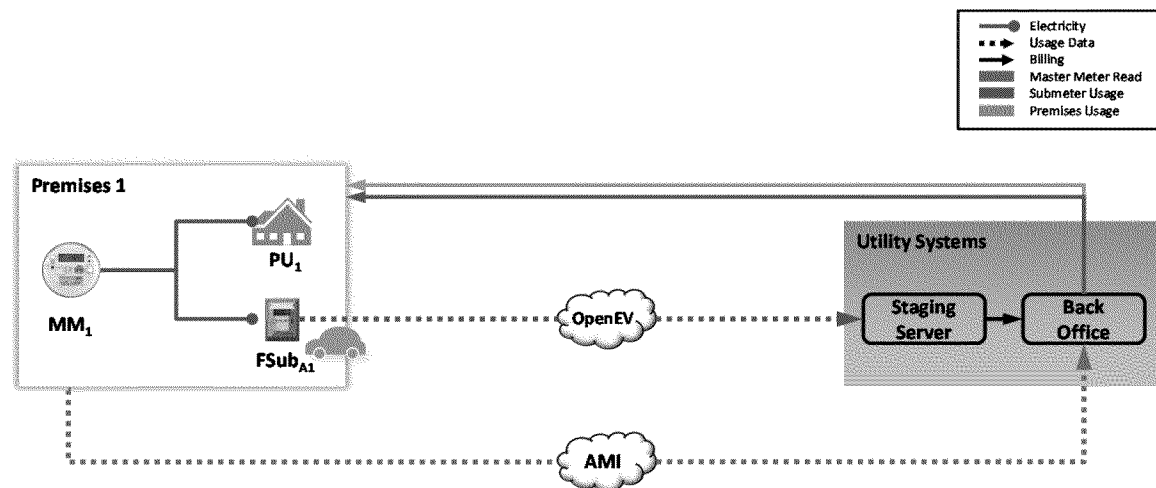 Electricity
Usage Data
Billing
Master Meter Read
Submeter Usage
Premises Usage
Premises 1
PU₁
MM₁
FSub_A1
OpenEV
Utility Systems
Staging
Server
Back
Office
AMI